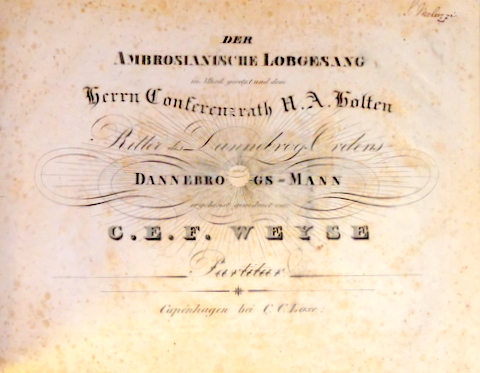 DER
AMBROSIANISCHE LOBGESANG
in Musik gesetzt und dem
Herrn Conferenzrath H. A. Holten
Ritter des Dannebrog Ordens
DANNEBROGS-MANN
gewidmet von
C. E. F. WEYSE
Partitur
Copenhagen bei C. C. Lose.